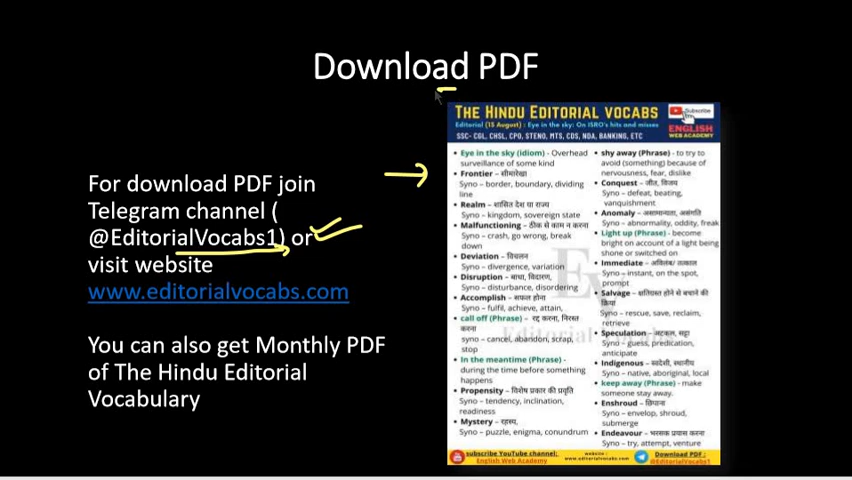 Download PDF
For download PDF join
Telegram channel (
@EditorialVocabs1) or
visit website
www.editorialvocabs.com
You can also get Monthly PDF
of The Hindu Editorial
Vocabulary
THE HINDU EDITORIAL VOCABS
Editorial (15 August) : Eye in the sky: On ISRO's hits and misses
SSC- CGL, CHSL, CPO, STENO, MTS, CDS, NDA, BANKING, ETC
Subscribe
ENGLISH
WEB ACADEMY
• Eye in the sky (idiom) - Overhead
surveillance of some kind
• Frontier – सीमारेखा
Syno – border, boundary, dividing
line
• Realm – शासित देश या राज्य
Syno – kingdom, sovereign state
• Malfunctioning – ठीक से काम न करना
Syno – crash, go wrong, break
down
• Deviation – विचलन
Syno – divergence, variation
• Disruption – बाधा, विदारण,
Syno – disturbance, disordering
• Accomplish – सफल होना
Syno – fulfil, achieve, attain,
• call off (Phrase) – रद्द करना, निरस्त
करना
syno – cancel, abandon, scrap,
stop
• In the meantime (Phrase) -
during the time before something
happens
• Propensity – विशेष प्रकार की प्रवृति
Syno – tendency, inclination,
readiness
• Mystery – रहस्य,
Syno – puzzle, enigma, conundrum
• shy away (Phrase) – to try to
avoid (something) because of
nervousness, fear, dislike
• Conquest – जीत, विजय
Syno – defeat, beating,
vanquishment
• Anomaly – असामान्यता, असंगति
Syno – abnormality, oddity, freak
• Light up (Phrase) – become
bright on account of a light being
shone or switched on
• Immediate – अविलंब/ तत्काल
Syno – instant, on the spot,
prompt
• Salvage – क्षतिग्रस्त होने से बचाने की
क्रिया
Syno – rescue, save, reclaim,
retrieve
• Speculation – अटकल, सट्टा
Syno – guess, predication,
anticipate
• Indigenous – स्वदेशी, स्थानीय
Syno – native, aboriginal, local
• keep away (Phrase) - make
someone stay away.
• Enshroud – छिपाना
Syno – envelop, shroud,
submerge
• Endeavour – भरसक प्रयास करना
Syno – try, attempt, venture
Ev
Editorial Vocabs
subscribe YouTube channel:
English Web Academy
website :
www.editorialvocabs.com
Download PDF :
@EditorialVocabs1